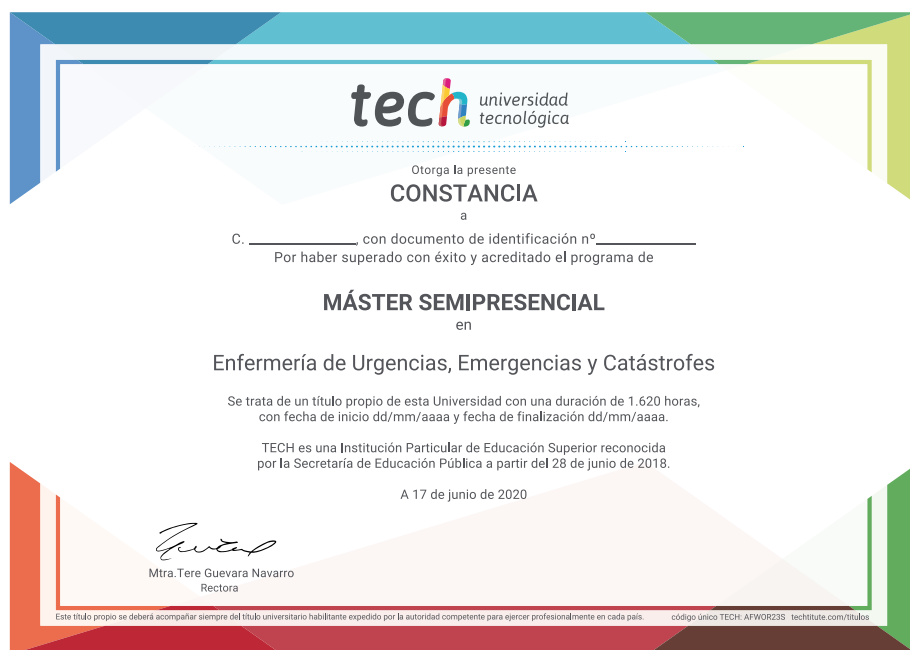 tech universidad
tecnológica
Otorga la presente
CONSTANCIA
a
C. ____________, con documento de identificación nº____________
Por haber superado con éxito y acreditado el programa de
MÁSTER SEMIPRESENCIAL
en
Enfermería de Urgencias, Emergencias y Catástrofes
Se trata de un título propio de esta Universidad con una duración de 1.620 horas,
con fecha de inicio dd/mm/aaaa y fecha de finalización dd/mm/aaaa.
TECH es una Institución Particular de Educación Superior reconocida
por la Secretaría de Educación Pública a partir del 28 de junio de 2018.
A 17 de junio de 2020
Mtra.Tere Guevara Navarro
Rectora
Este título propio se deberá acompañar siempre del título universitario habilitante expedido por la autoridad competente para ejercer profesionalmente en cada país. código único TECH: AFWOR23S techtitute.com/titulos